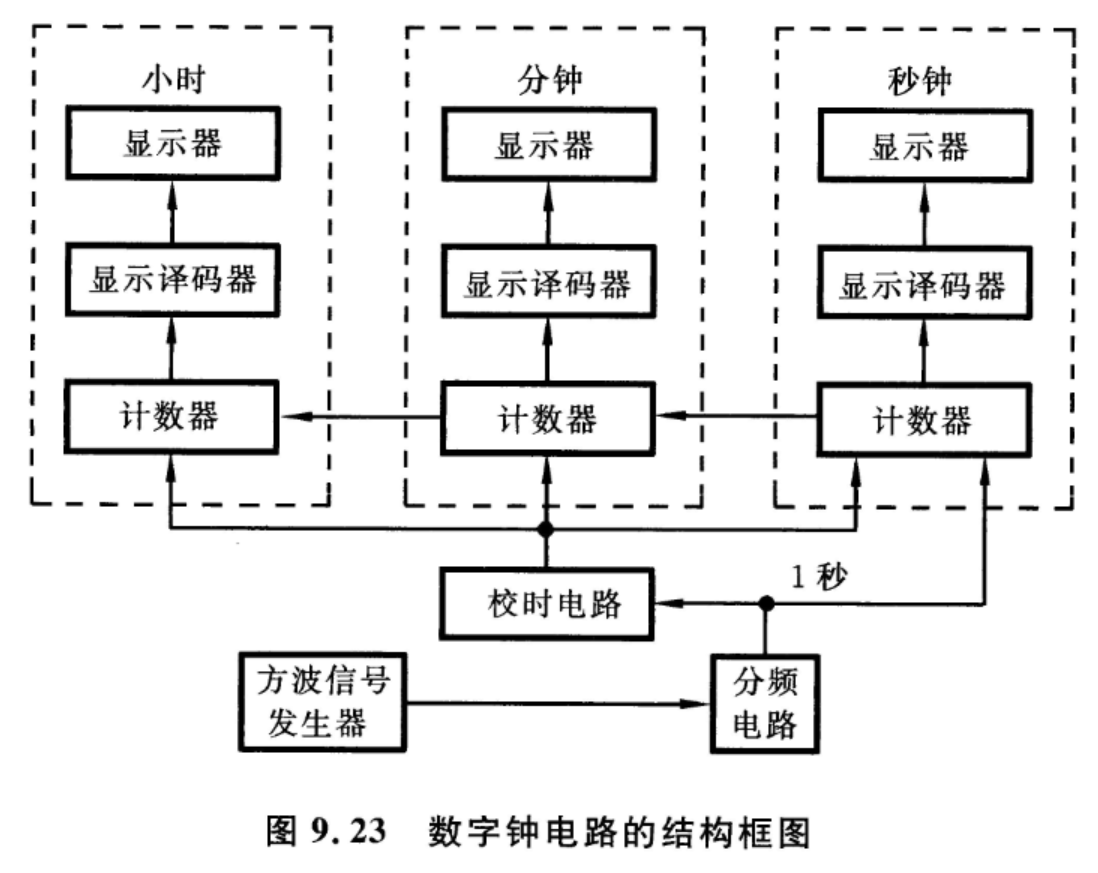 小时
分钟
秒钟
显示器
显示器
显示器
显示译码器
显示译码器
显示译码器
计数器
计数器
计数器
1秒
校时电路
方波信号
发生器
分频
电路
图 9.23 数字钟电路的结构框图